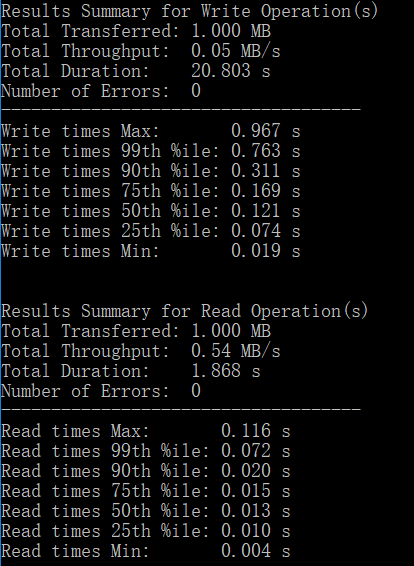 Results Summary for Write Operation(s)
Total Transferred: 1.000 MB
Total Throughput:  0.05 MB/s
Total Duration:    20.803 s
Number of Errors:  0
------------------------------------
Write times Max:       0.967 s
Write times 99th %ile: 0.763 s
Write times 90th %ile: 0.311 s
Write times 75th %ile: 0.169 s
Write times 50th %ile: 0.121 s
Write times 25th %ile: 0.074 s
Write times Min:       0.019 s
Results Summary for Read Operation(s)
Total Transferred: 1.000 MB
Total Throughput:  0.54 MB/s
Total Duration:    1.868 s
Number of Errors:  0
------------------------------------
Read times Max:       0.116 s
Read times 99th %ile: 0.072 s
Read times 90th %ile: 0.020 s
Read times 75th %ile: 0.015 s
Read times 50th %ile: 0.013 s
Read times 25th %ile: 0.010 s
Read times Min:       0.004 s